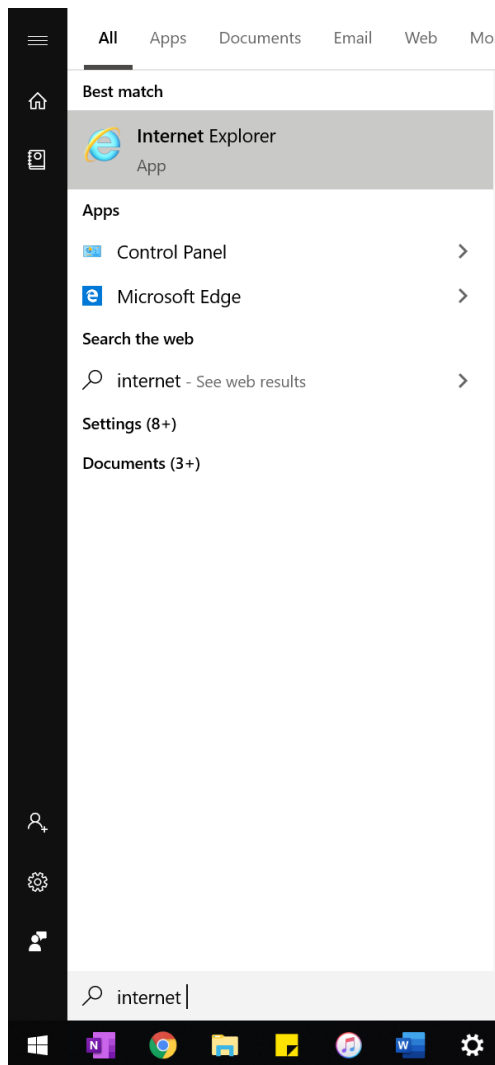 All Apps Documents Email Web Mo
Best match
Internet Explorer
App
Apps
Control Panel
Microsoft Edge
Search the web
internet - See web results
Settings (8+)
Documents (3+)
internet
N
W